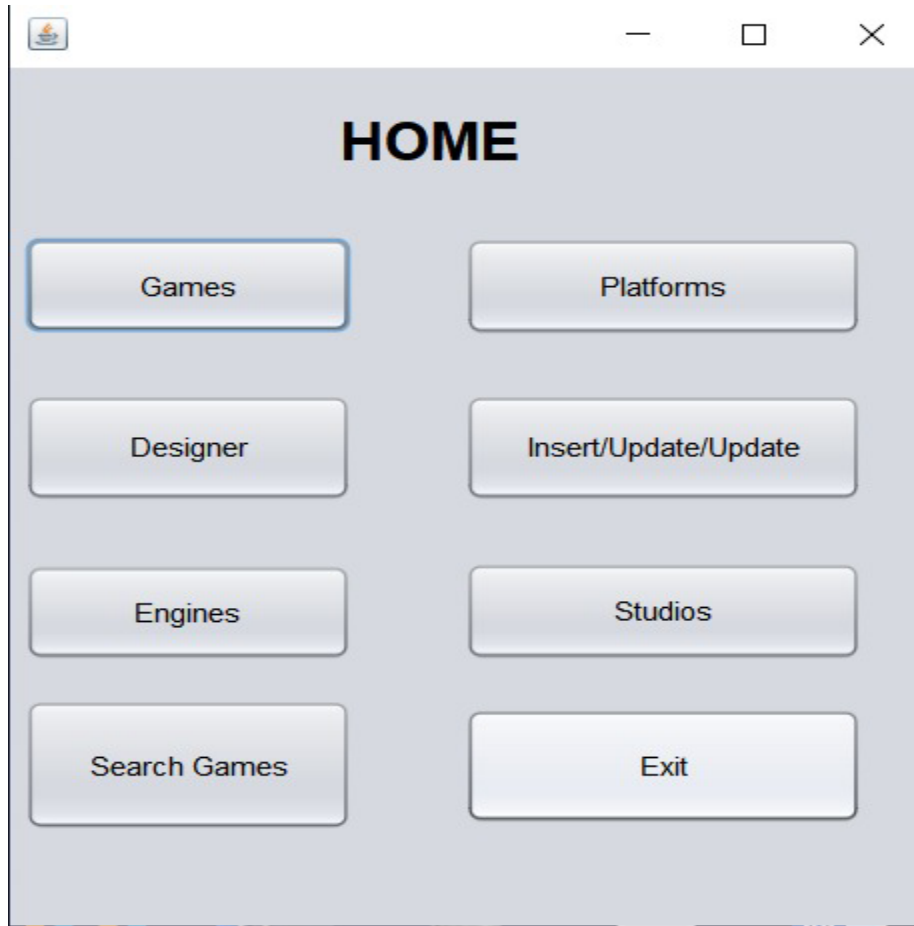 HOME
Games
Platforms
Designer
Insert/Update/Update
Engines
Studios
Search Games
Exit